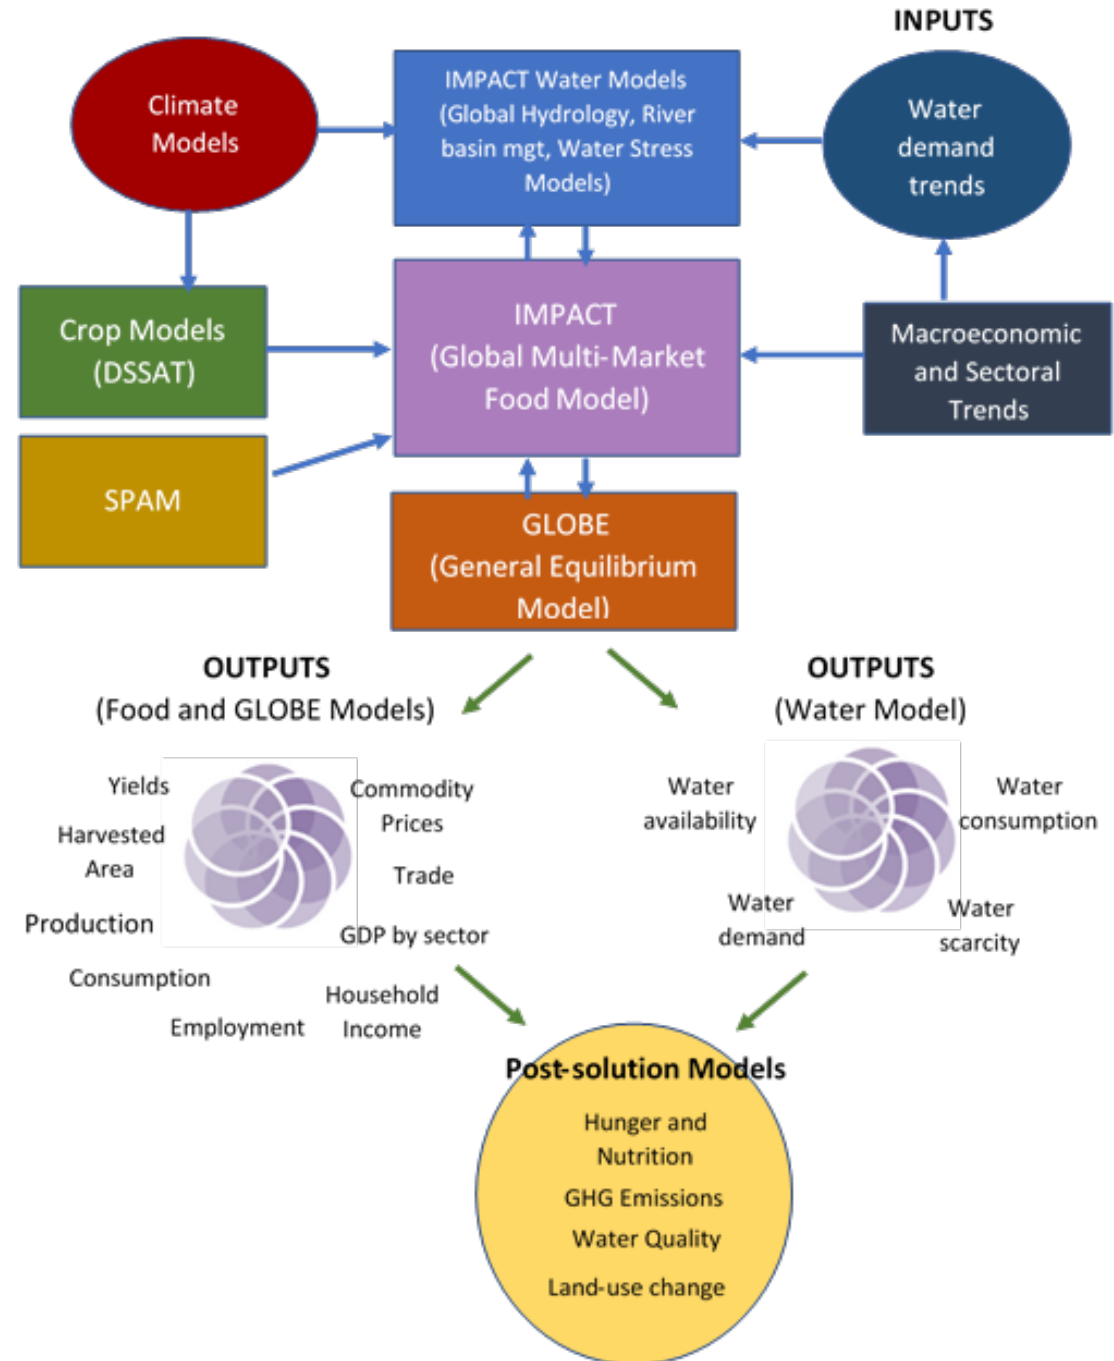 INPUTS
Climate
Models
IMPACT Water Models
(Global Hydrology, River
basin mgt, Water Stress
Models)
Water
demand
trends
Crop Models
(DSSAT)
IMPACT
(Global Multi-Market
Food Model)
Macroeconomic
and Sectoral
Trends
SPAM
GLOBE
(General Equilibrium
Model)
OUTPUTS
(Food and GLOBE Models)
Yields
Harvested
Area
Production
Consumption
Employment
Commodity
Prices
Trade
GDP by sector
Household
Income
OUTPUTS
(Water Model)
Water
availability
Water
consumption
Water
demand
Water
scarcity
Post-solution Models
Hunger and
Nutrition
GHG Emissions
Water Quality
Land-use change